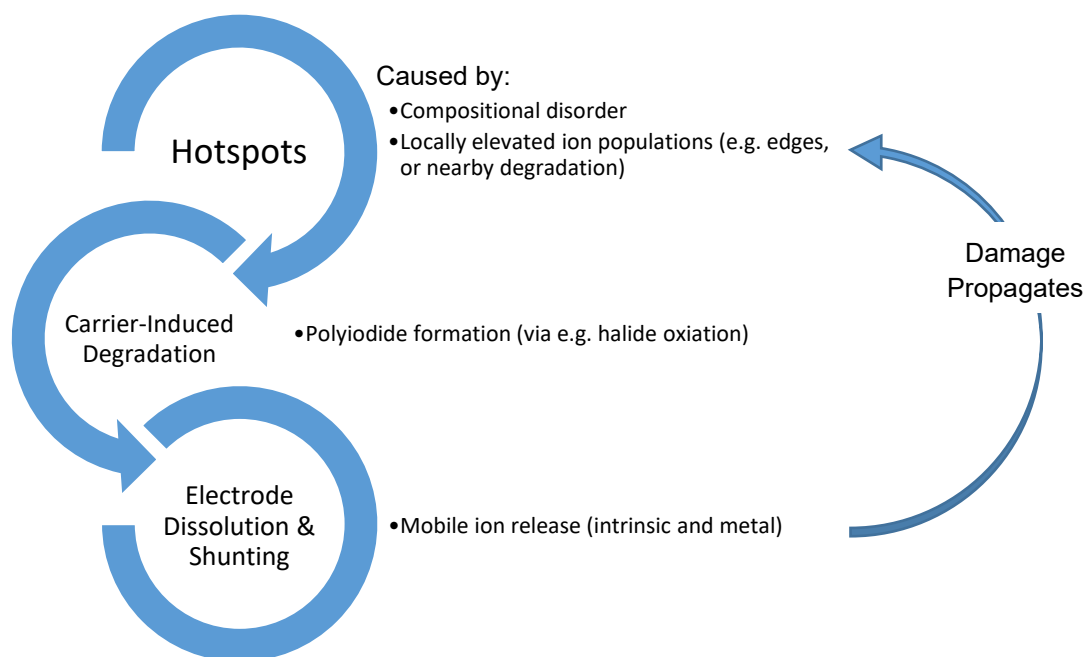 Caused by:
•Compositional disorder
Hotspots
•Locally elevated ion populations (e.g. edges,
or nearby degradation)
Damage
Propagates
Carrier-Induced
Degradation
•Polyiodide formation (via e.g. halide oxiation)
Electrode
Dissolution &
Shunting
•Mobile ion release (intrinsic and metal)